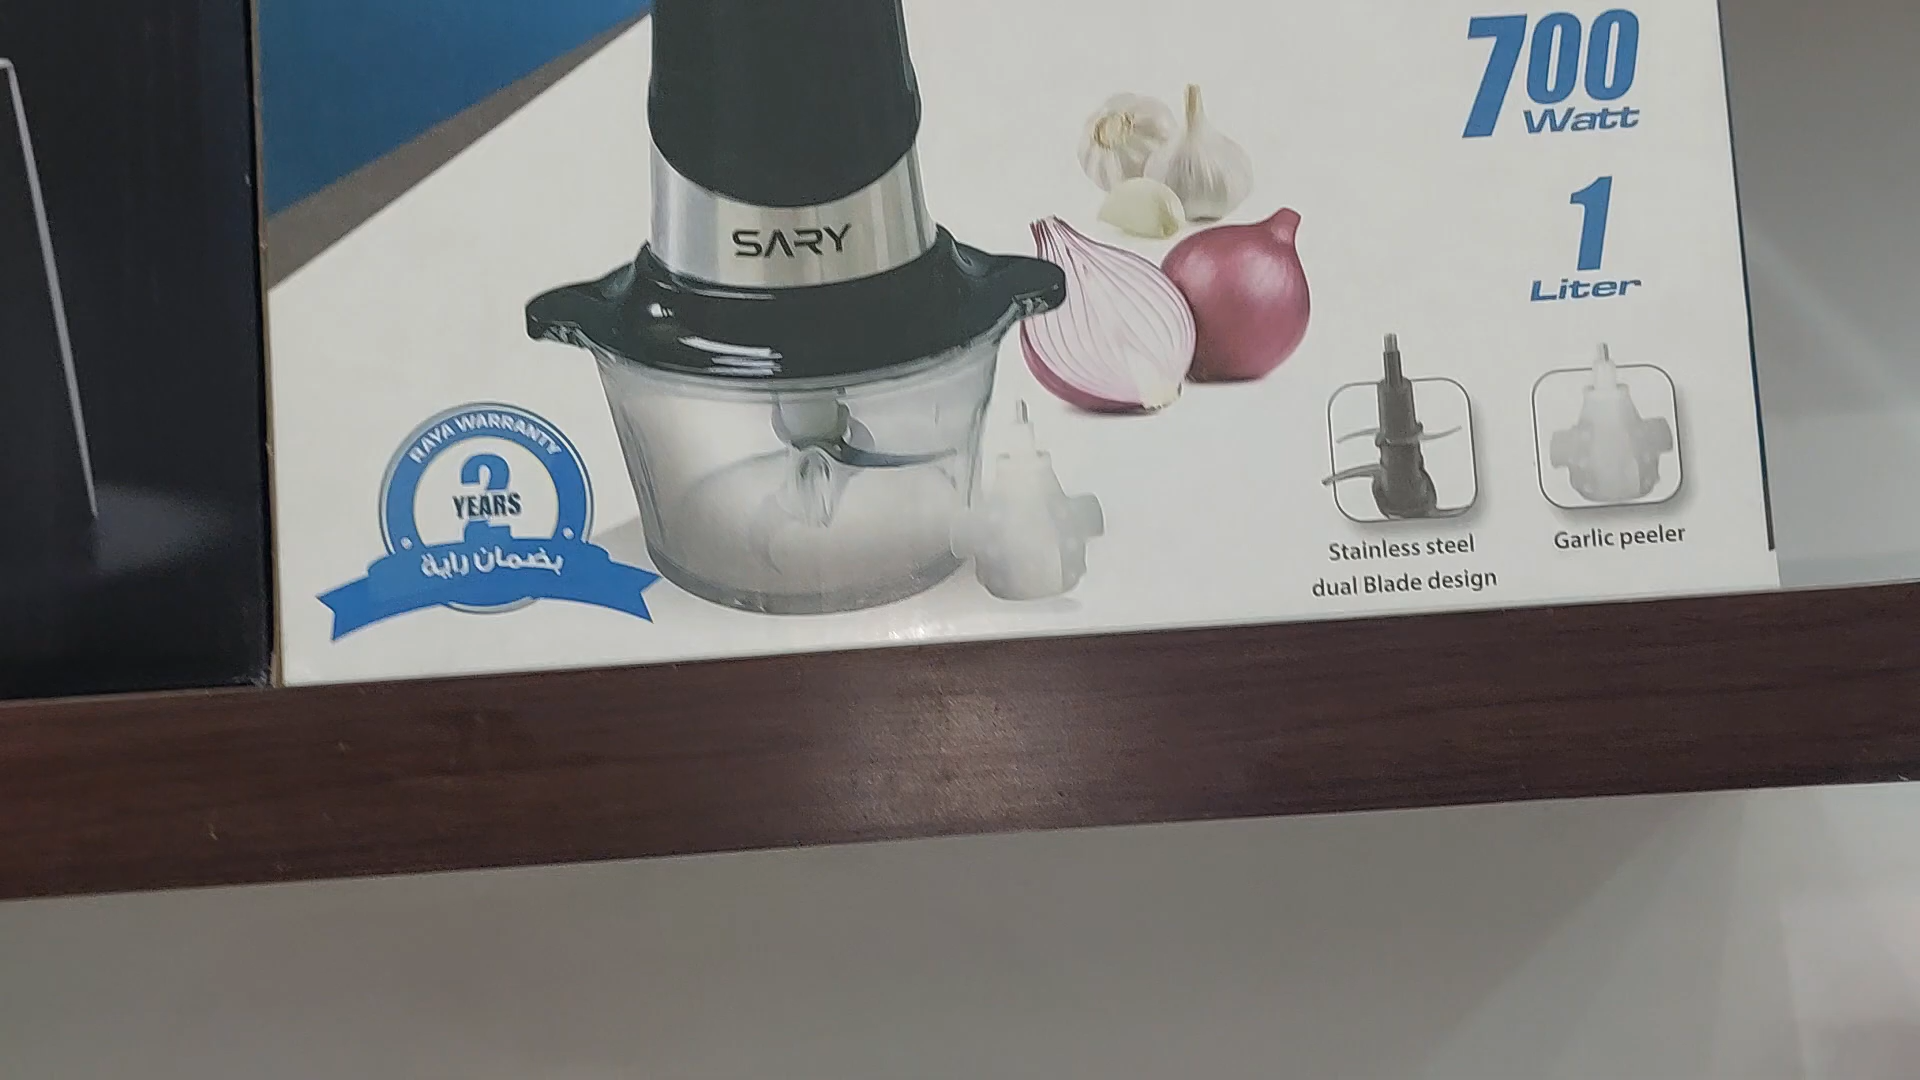 700
Watt
1
Liter
SARY
RAYA WARRANTY
2
YEARS
بضمان راية
Stainless steel
dual Blade design
Garlic peeler